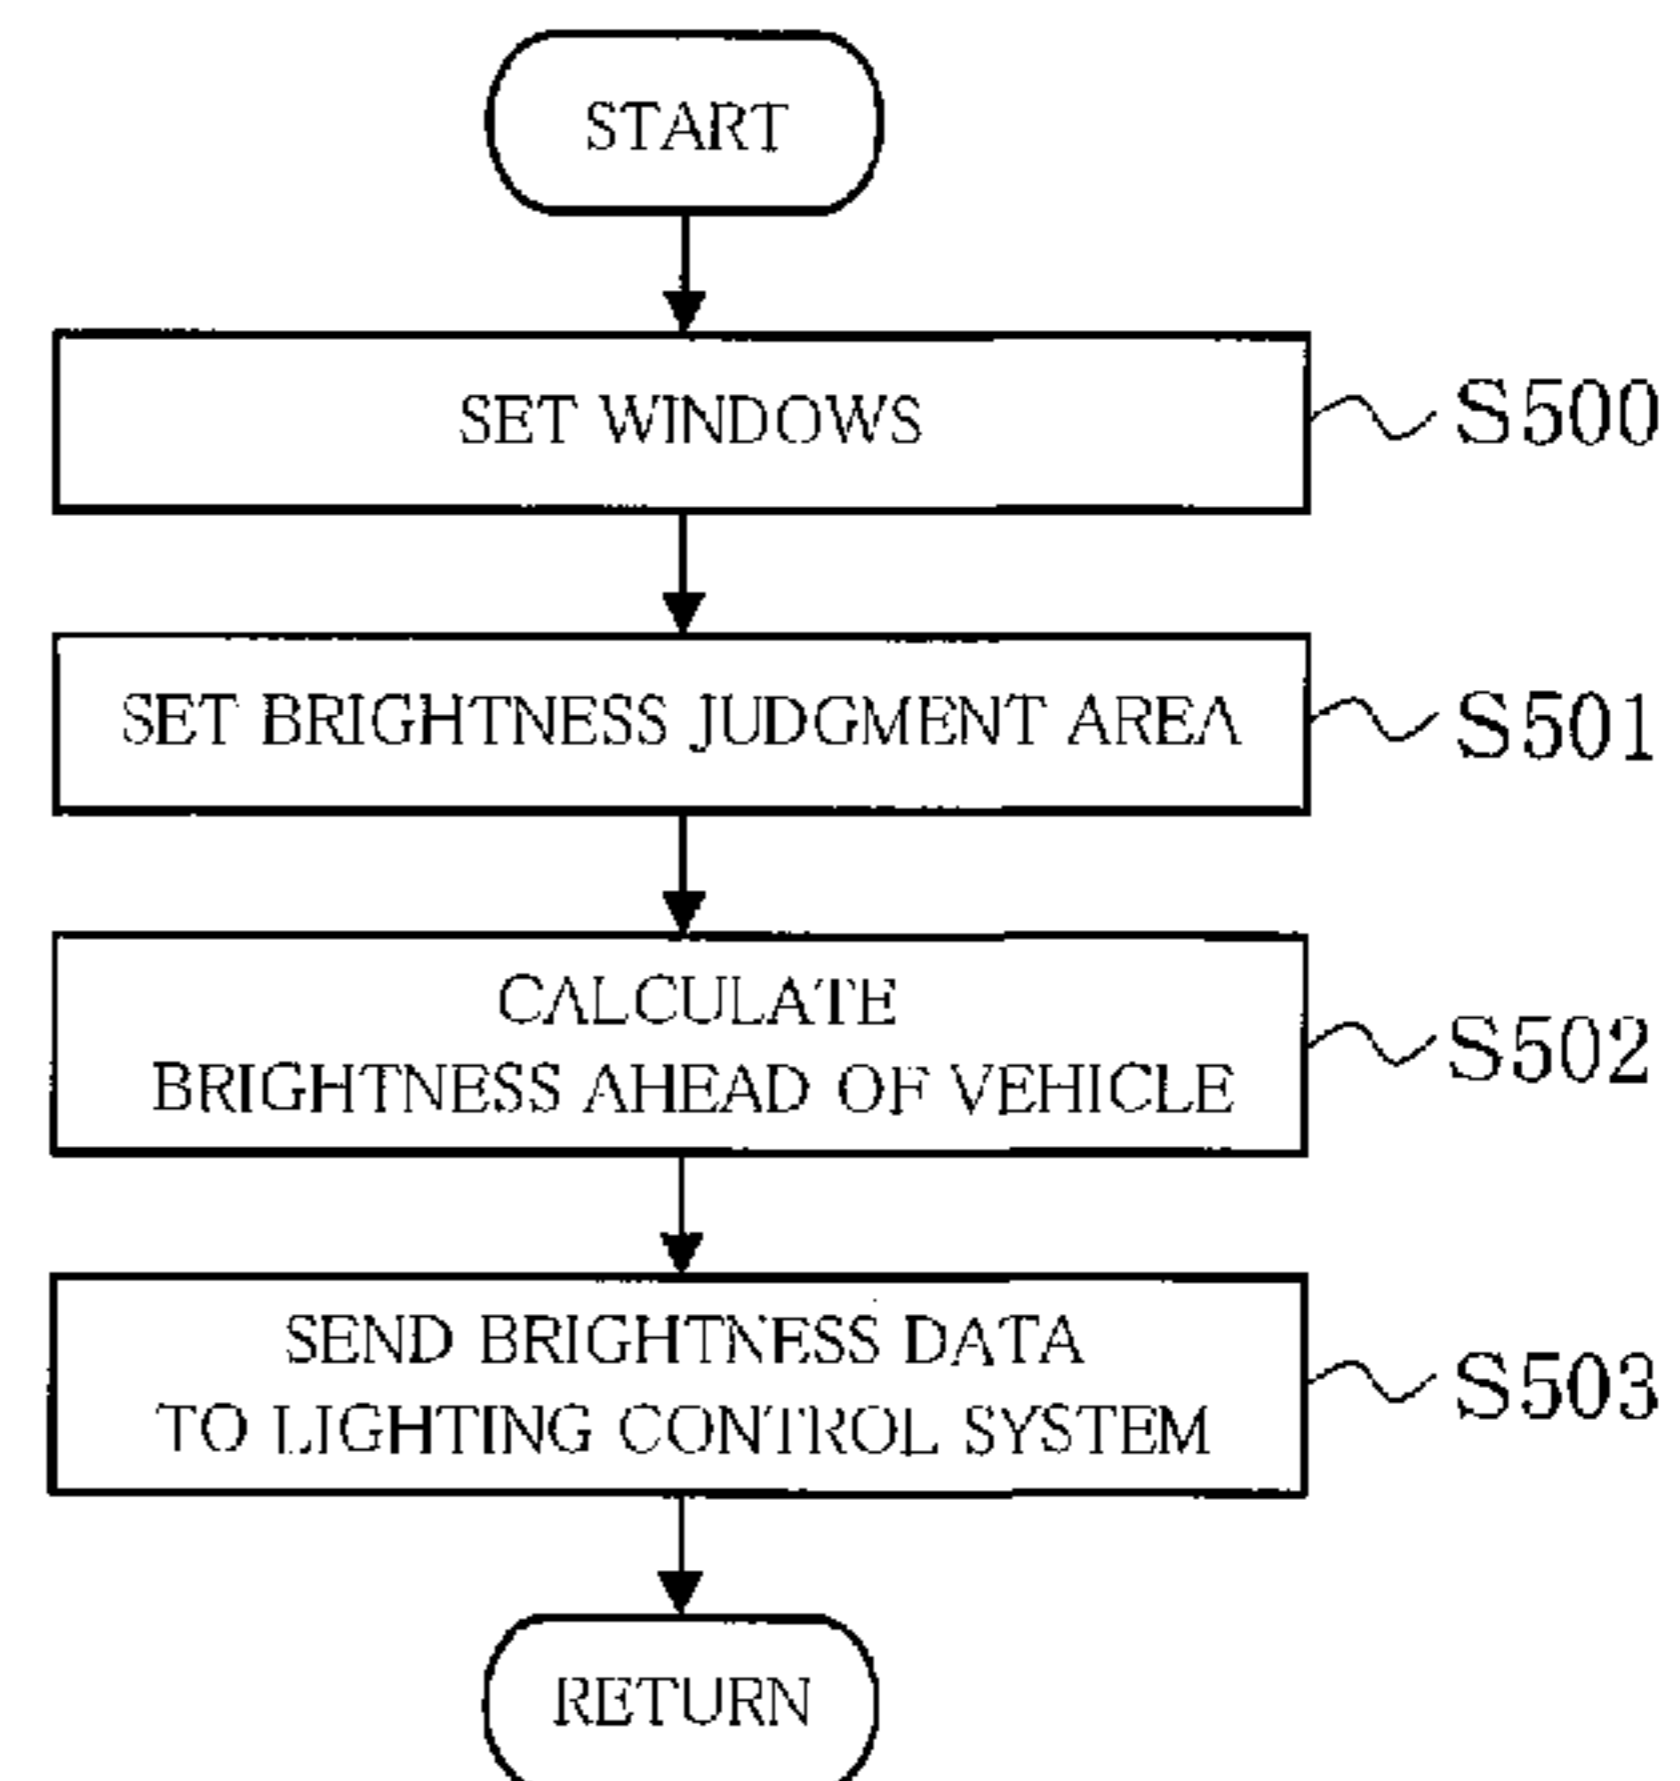 START
SET WINDOWS
S500
SET BRIGHTNESS JUDGMENT AREA
S501
CALCULATE
BRIGHTNESS AHEAD OF VEHICLE
S502
SEND BRIGHTNESS DATA
TO LIGHTING CONTROL SYSTEM
S503
RETURN